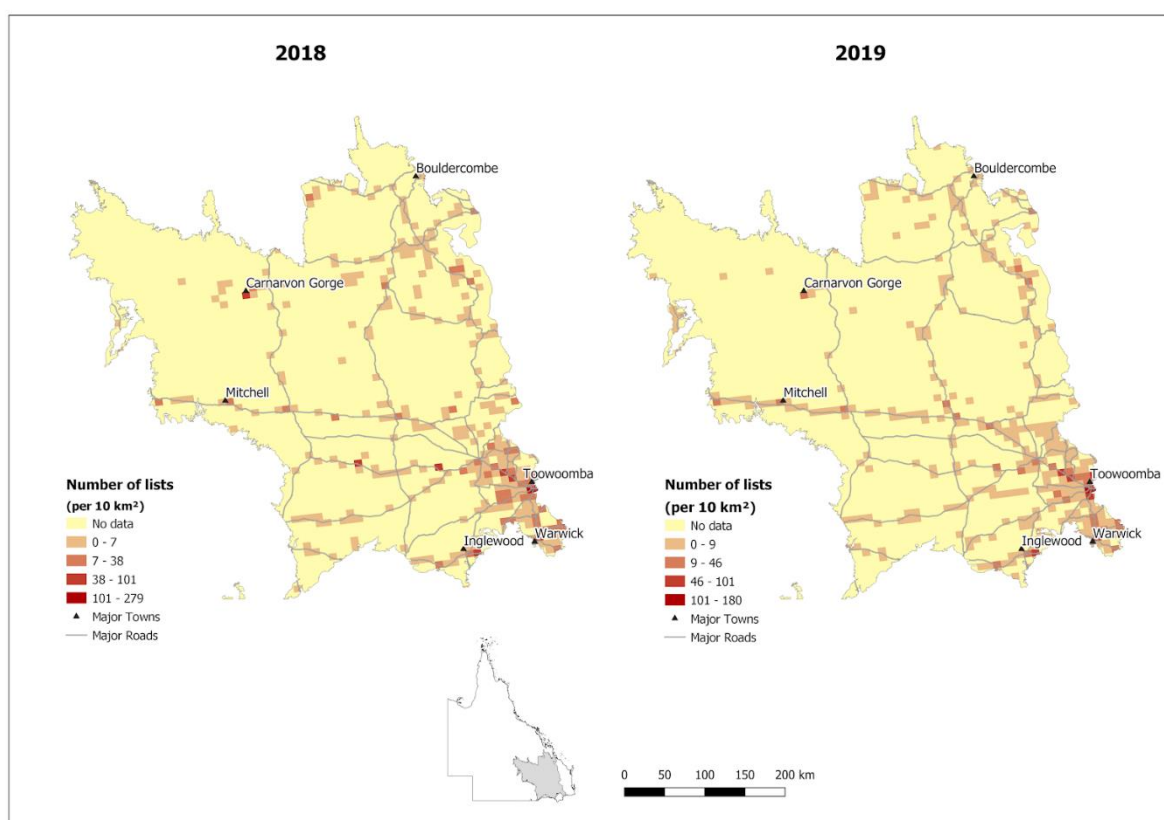 2018
Bouldercombe
Carnarvon Gorge
Mitchell
Toowoomba
Warwick
Inglewood
Number of lists
(per 10 km²)
No data
0 - 7
7 - 38
38 - 101
101 - 279
Major Towns
Major Roads
2019
Bouldercombe
Carnarvon Gorge
Mitchell
Toowoomba
Warwick
Inglewood
Number of lists
(per 10 km²)
No data
0 - 9
9 - 46
46 - 101
101 - 180
Major Towns
Major Roads
0 50 100 150 200 km